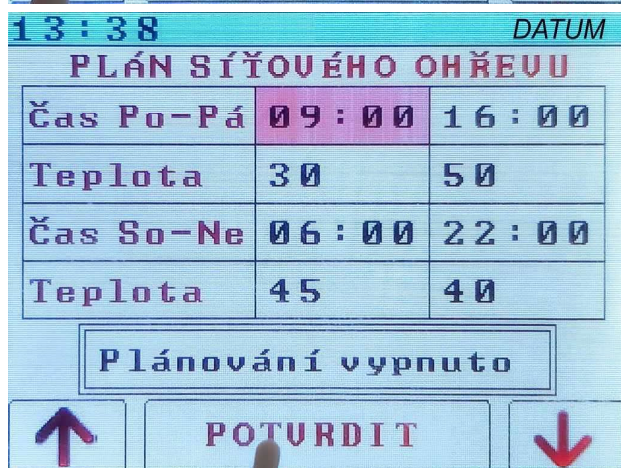 13:38 DATUM
PLÁN SÍŤOVÉHO OHŘEVU
Čas Po-Pá 09:00 16:00
Teplota 30 50
Čas So-Ne 06:00 22:00
Teplota 45 40
Plánování vypnuto
POTVRDIT